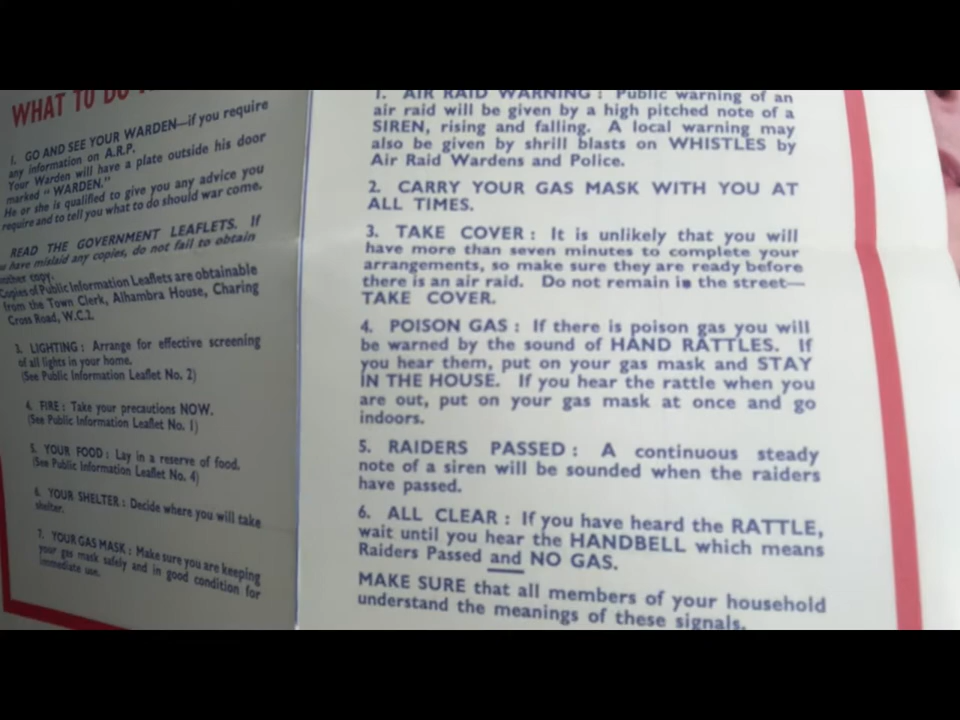 WHAT TO DO
1. GO AND SEE YOUR WARDEN—if you require
any information on A.R.P.
Your Warden will have a plate outside his door
marked "WARDEN."
He or she is qualified to give you any advice you
require and to tell you what to do should war come.
READ THE GOVERNMENT LEAFLETS. If
have mislaid any copies, do not fail to obtain
another copy.
Copies of Public Information Leaflets are obtainable
from the Town Clerk, Alhambra House, Charing
Cross Road, W.C.2.
3. LIGHTING: Arrange for effective screening
of all lights in your home.
(See Public Information Leaflet No. 2)
4. FIRE: Take your precautions NOW.
(See Public Information Leaflet No. 1)
5. YOUR FOOD: Lay in a reserve of food.
(See Public Information Leaflet No. 4)
6. YOUR SHELTER: Decide where you will take
shelter.
7. YOUR GAS MASK: Make sure you are keeping
your gas mask safely and in good condition for
immediate use.
1. AIR RAID WARNING: Public warning of an
air raid will be given by a high pitched note of a
SIREN, rising and falling. A local warning may
also be given by shrill blasts on WHISTLES by
Air Raid Wardens and Police.
2. CARRY YOUR GAS MASK WITH YOU AT
ALL TIMES.
3. TAKE COVER: It is unlikely that you will
have more than seven minutes to complete your
arrangements, so make sure they are ready before
there is an air raid. Do not remain in the street—
TAKE COVER.
4. POISON GAS: If there is poison gas you will
be warned by the sound of HAND RATTLES. If
you hear them, put on your gas mask and STAY
IN THE HOUSE. If you hear the rattle when you
are out, put on your gas mask at once and go
indoors.
5. RAIDERS PASSED: A continuous steady
note of a siren will be sounded when the raiders
have passed.
6. ALL CLEAR: If you have heard the RATTLE,
wait until you hear the HANDBELL which means
Raiders Passed and NO GAS.
MAKE SURE that all members of your household
understand the meanings of these signals.